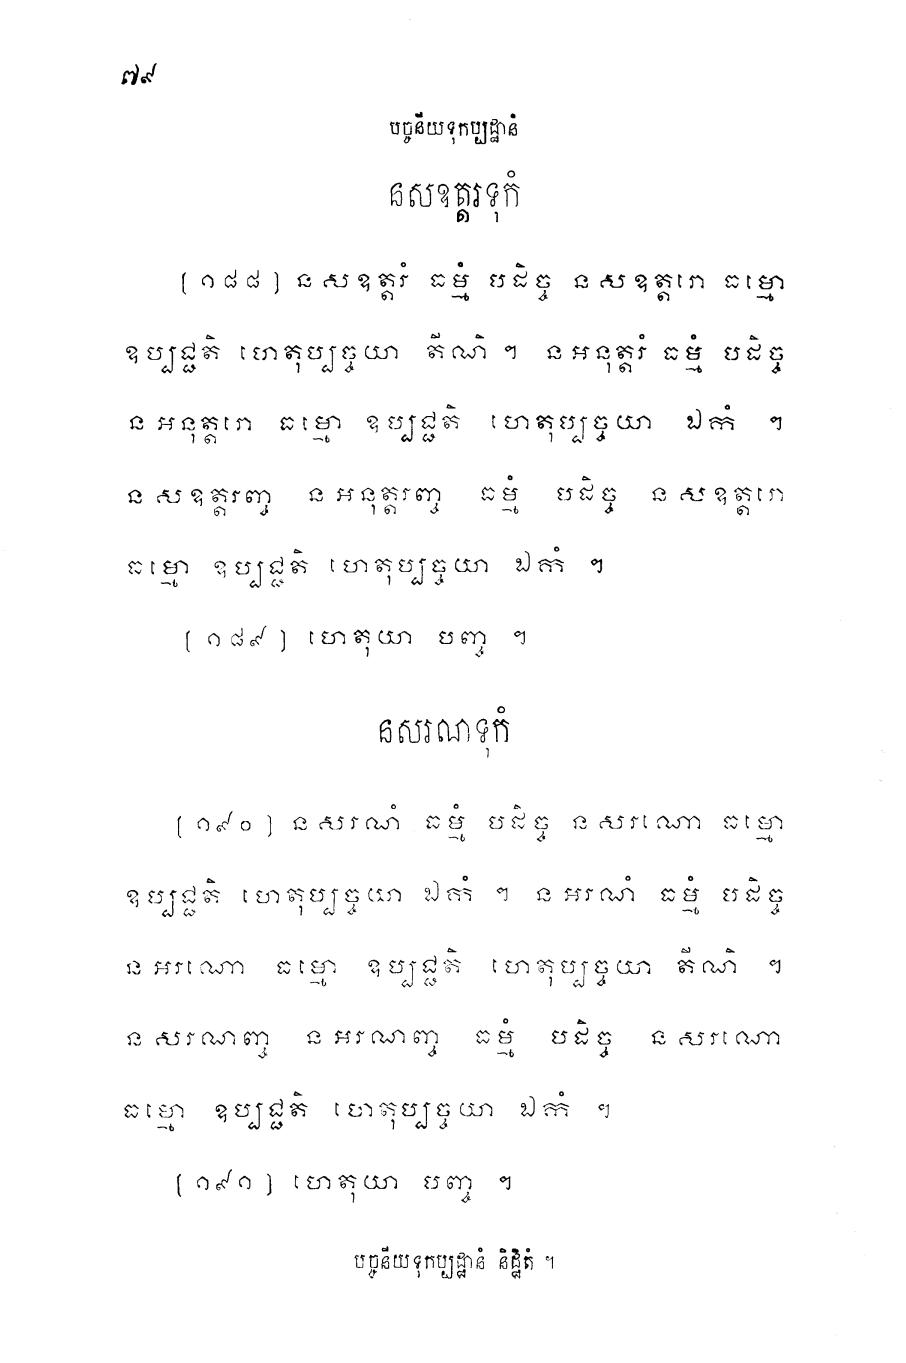 ៧៩
បច្ចនីយទុកប្បដ្ឋានំ
នសឧត្តរទុកំ
[ ១៨៨ ] ន សឧត្តរំ ធម្មំ បដិច្ច ន សឧត្តរោ ធម្មោ
ឧប្បជ្ជតិ ហេតុប្បច្ចយា តីណិ ។ ន អនុត្តរំ ធម្មំ បដិច្ច
ន អនុត្តរោ ធម្មោ ឧប្បជ្ជតិ ហេតុប្បច្ចយា ឯកំ ។
ន សឧត្តរញ្ច ន អនុត្តរញ្ច ធម្មំ បដិច្ច ន សឧត្តរោ
ធម្មោ ឧប្បជ្ជតិ ហេតុប្បច្ចយា ឯកំ ។
[ ១៨៩ ] ហេតុយា បញ្ច ។
នសរណទុកំ
[ ១៩០ ] ន សរណំ ធម្មំ បដិច្ច ន សរណោ ធម្មោ
ឧប្បជ្ជតិ ហេតុប្បច្ចយា ឯកំ ។ ន អរណំ ធម្មំ បដិច្ច
ន អរណោ ធម្មោ ឧប្បជ្ជតិ ហេតុប្បច្ចយា តីណិ ។
ន សរណញ្ច ន អរណញ្ច ធម្មំ បដិច្ច ន សរណោ
ធម្មោ ឧប្បជ្ជតិ ហេតុប្បច្ចយា ឯកំ ។
[ ១៩១ ] ហេតុយា បញ្ច ។
បច្ចនីយទុកប្បដ្ឋានំ និដ្ឋិតំ ។